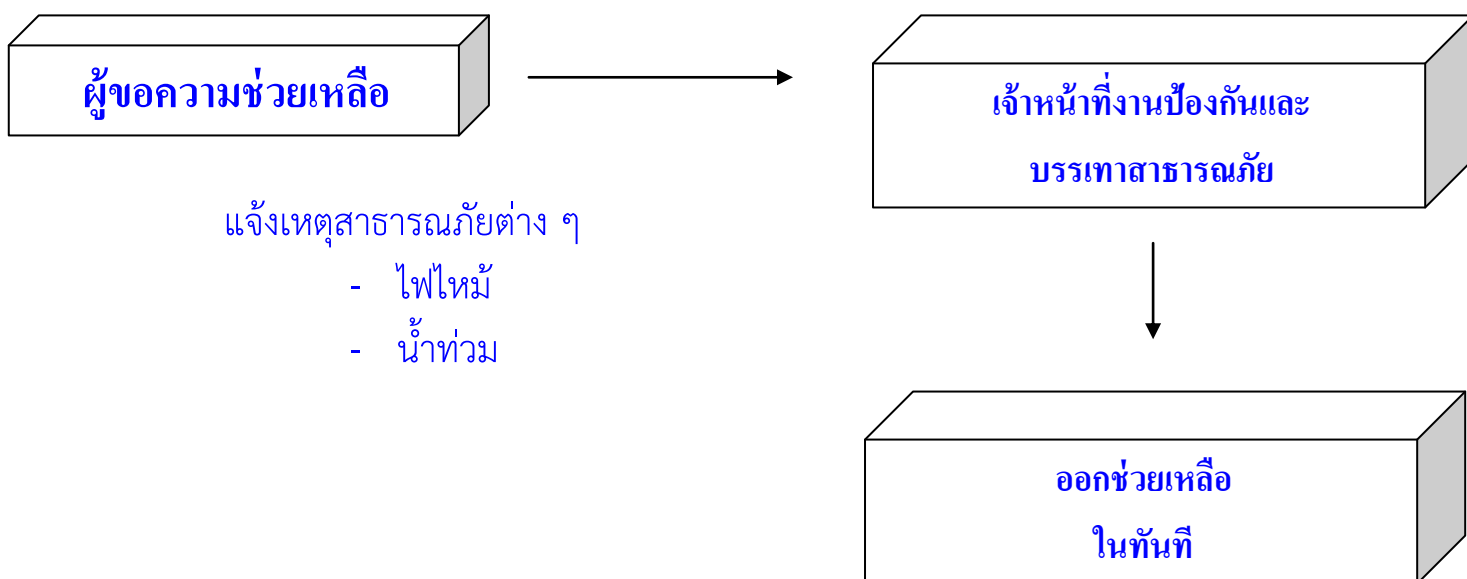 ผู้ขอความช่วยเหลือ
เจ้าหน้าที่งานป้องกันและ
บรรเทาสาธารณภัย
แจ้งเหตุสาธารณภัยต่าง ๆ
- ไฟไหม้
- น้ำท่วม
ออกช่วยเหลือ
ในทันที